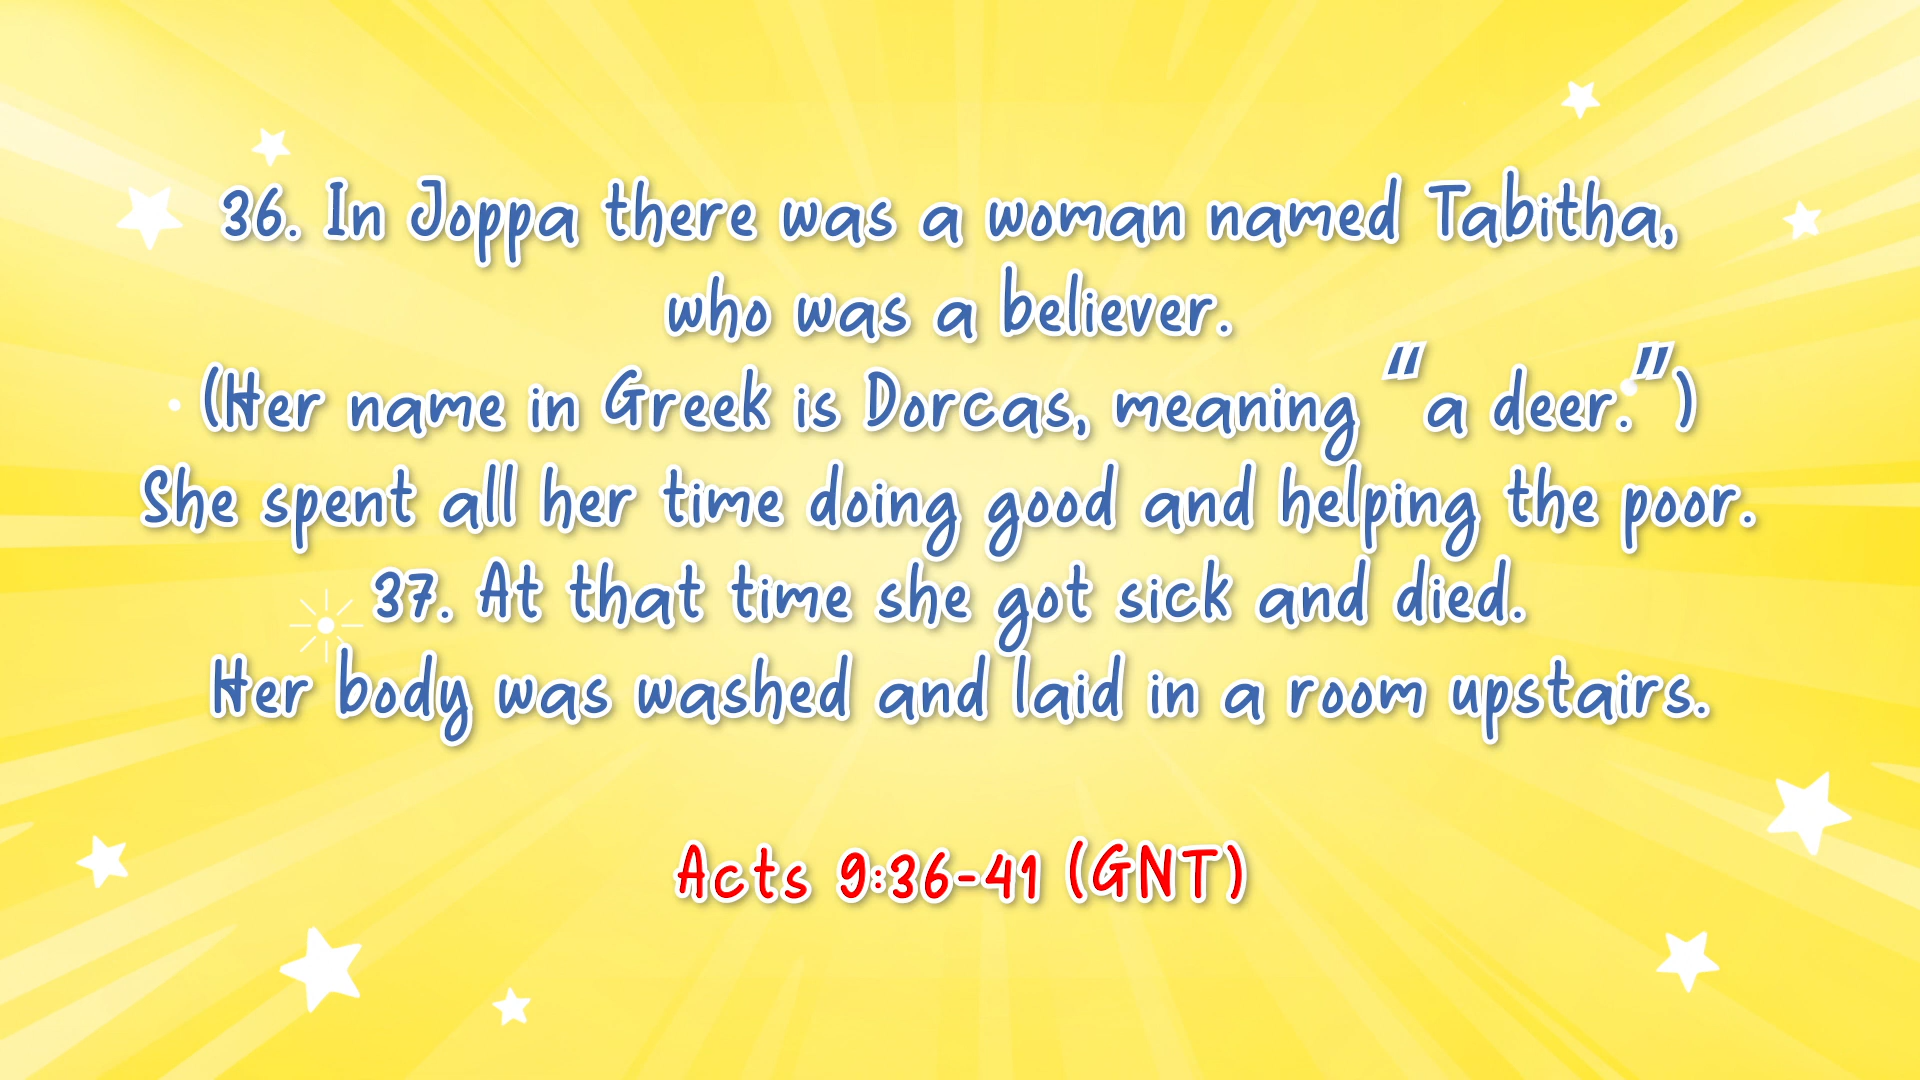 36. In Joppa there was a woman named Tabitha,
who was a believer.
(Her name in Greek is Dorcas, meaning “a deer.”)
She spent all her time doing good and helping the poor.
37. At that time she got sick and died.
Her body was washed and laid in a room upstairs.
Acts 9:36-41 (GNT)